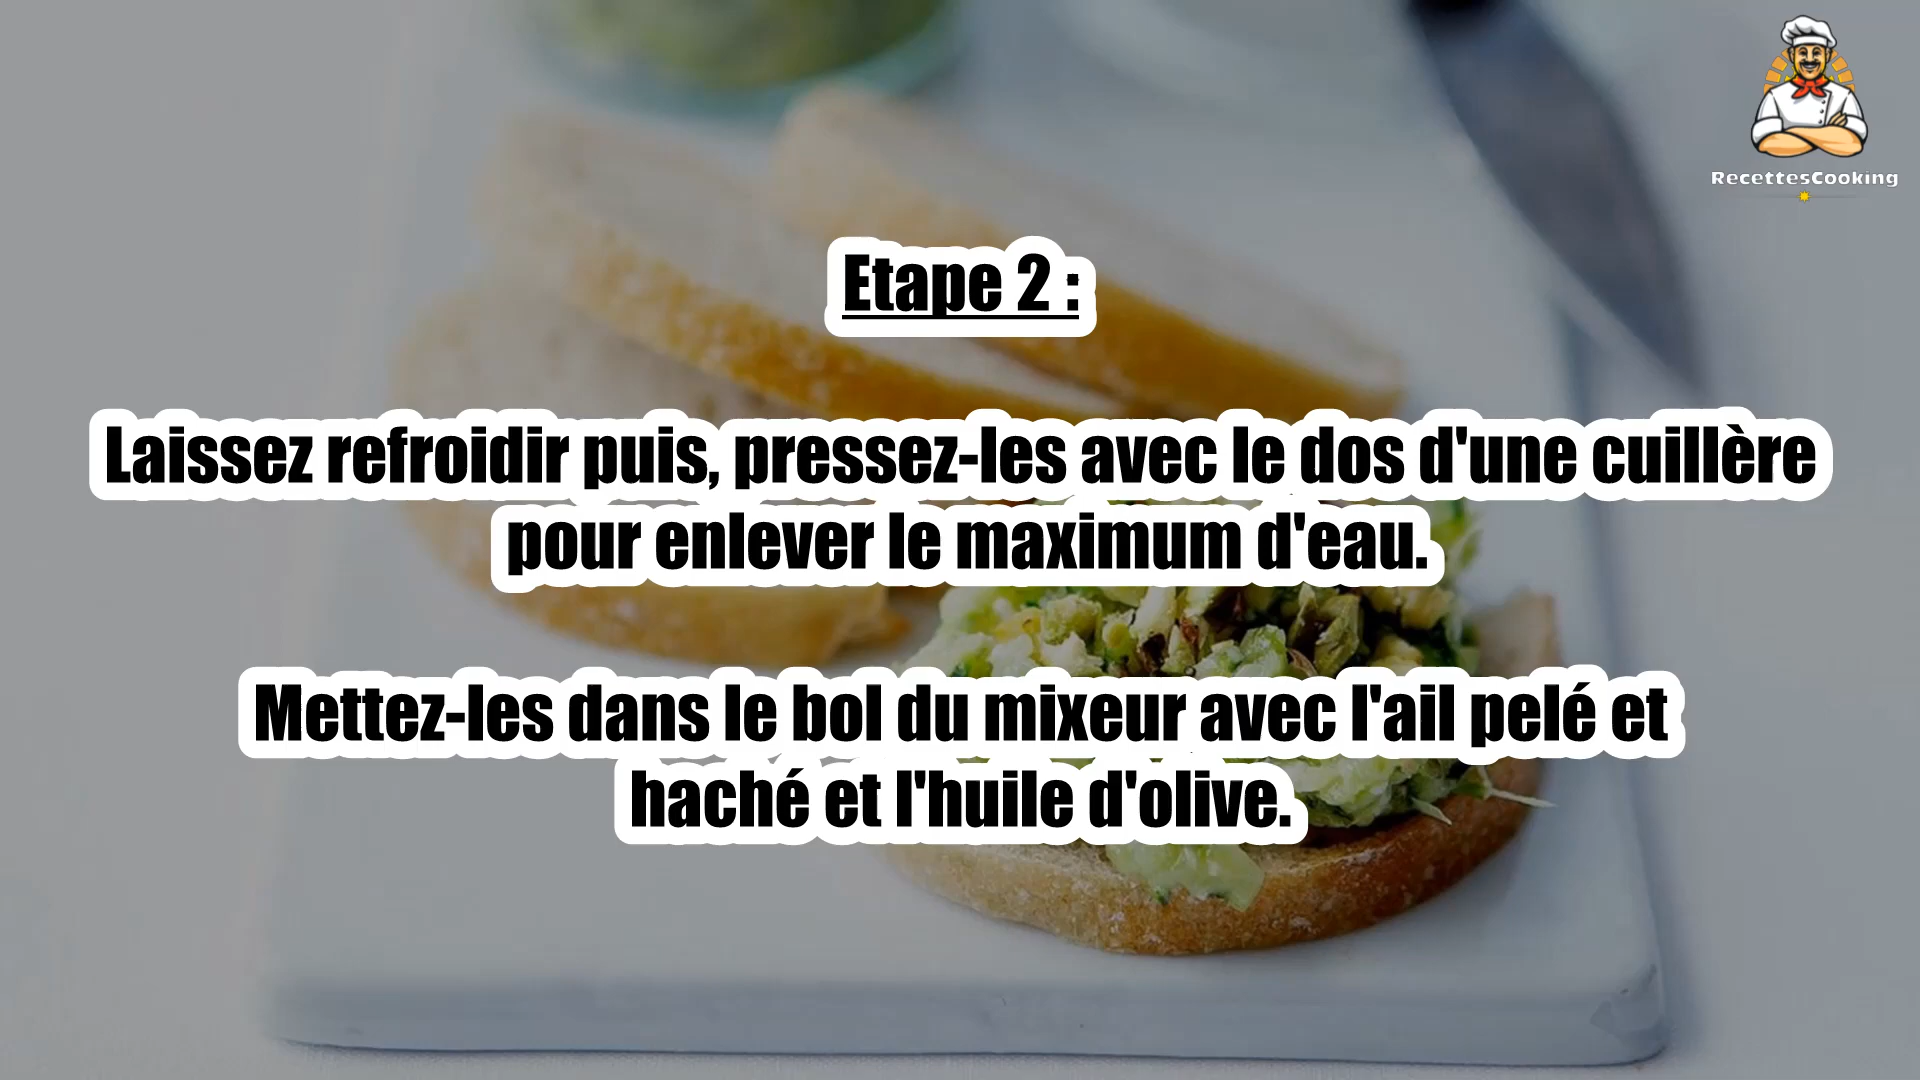 RecettesCooking
Etape 2 :
Laissez refroidir puis, pressez-les avec le dos d'une cuillère
pour enlever le maximum d'eau.
Mettez-les dans le bol du mixeur avec l'ail pelé et
haché et l'huile d'olive.